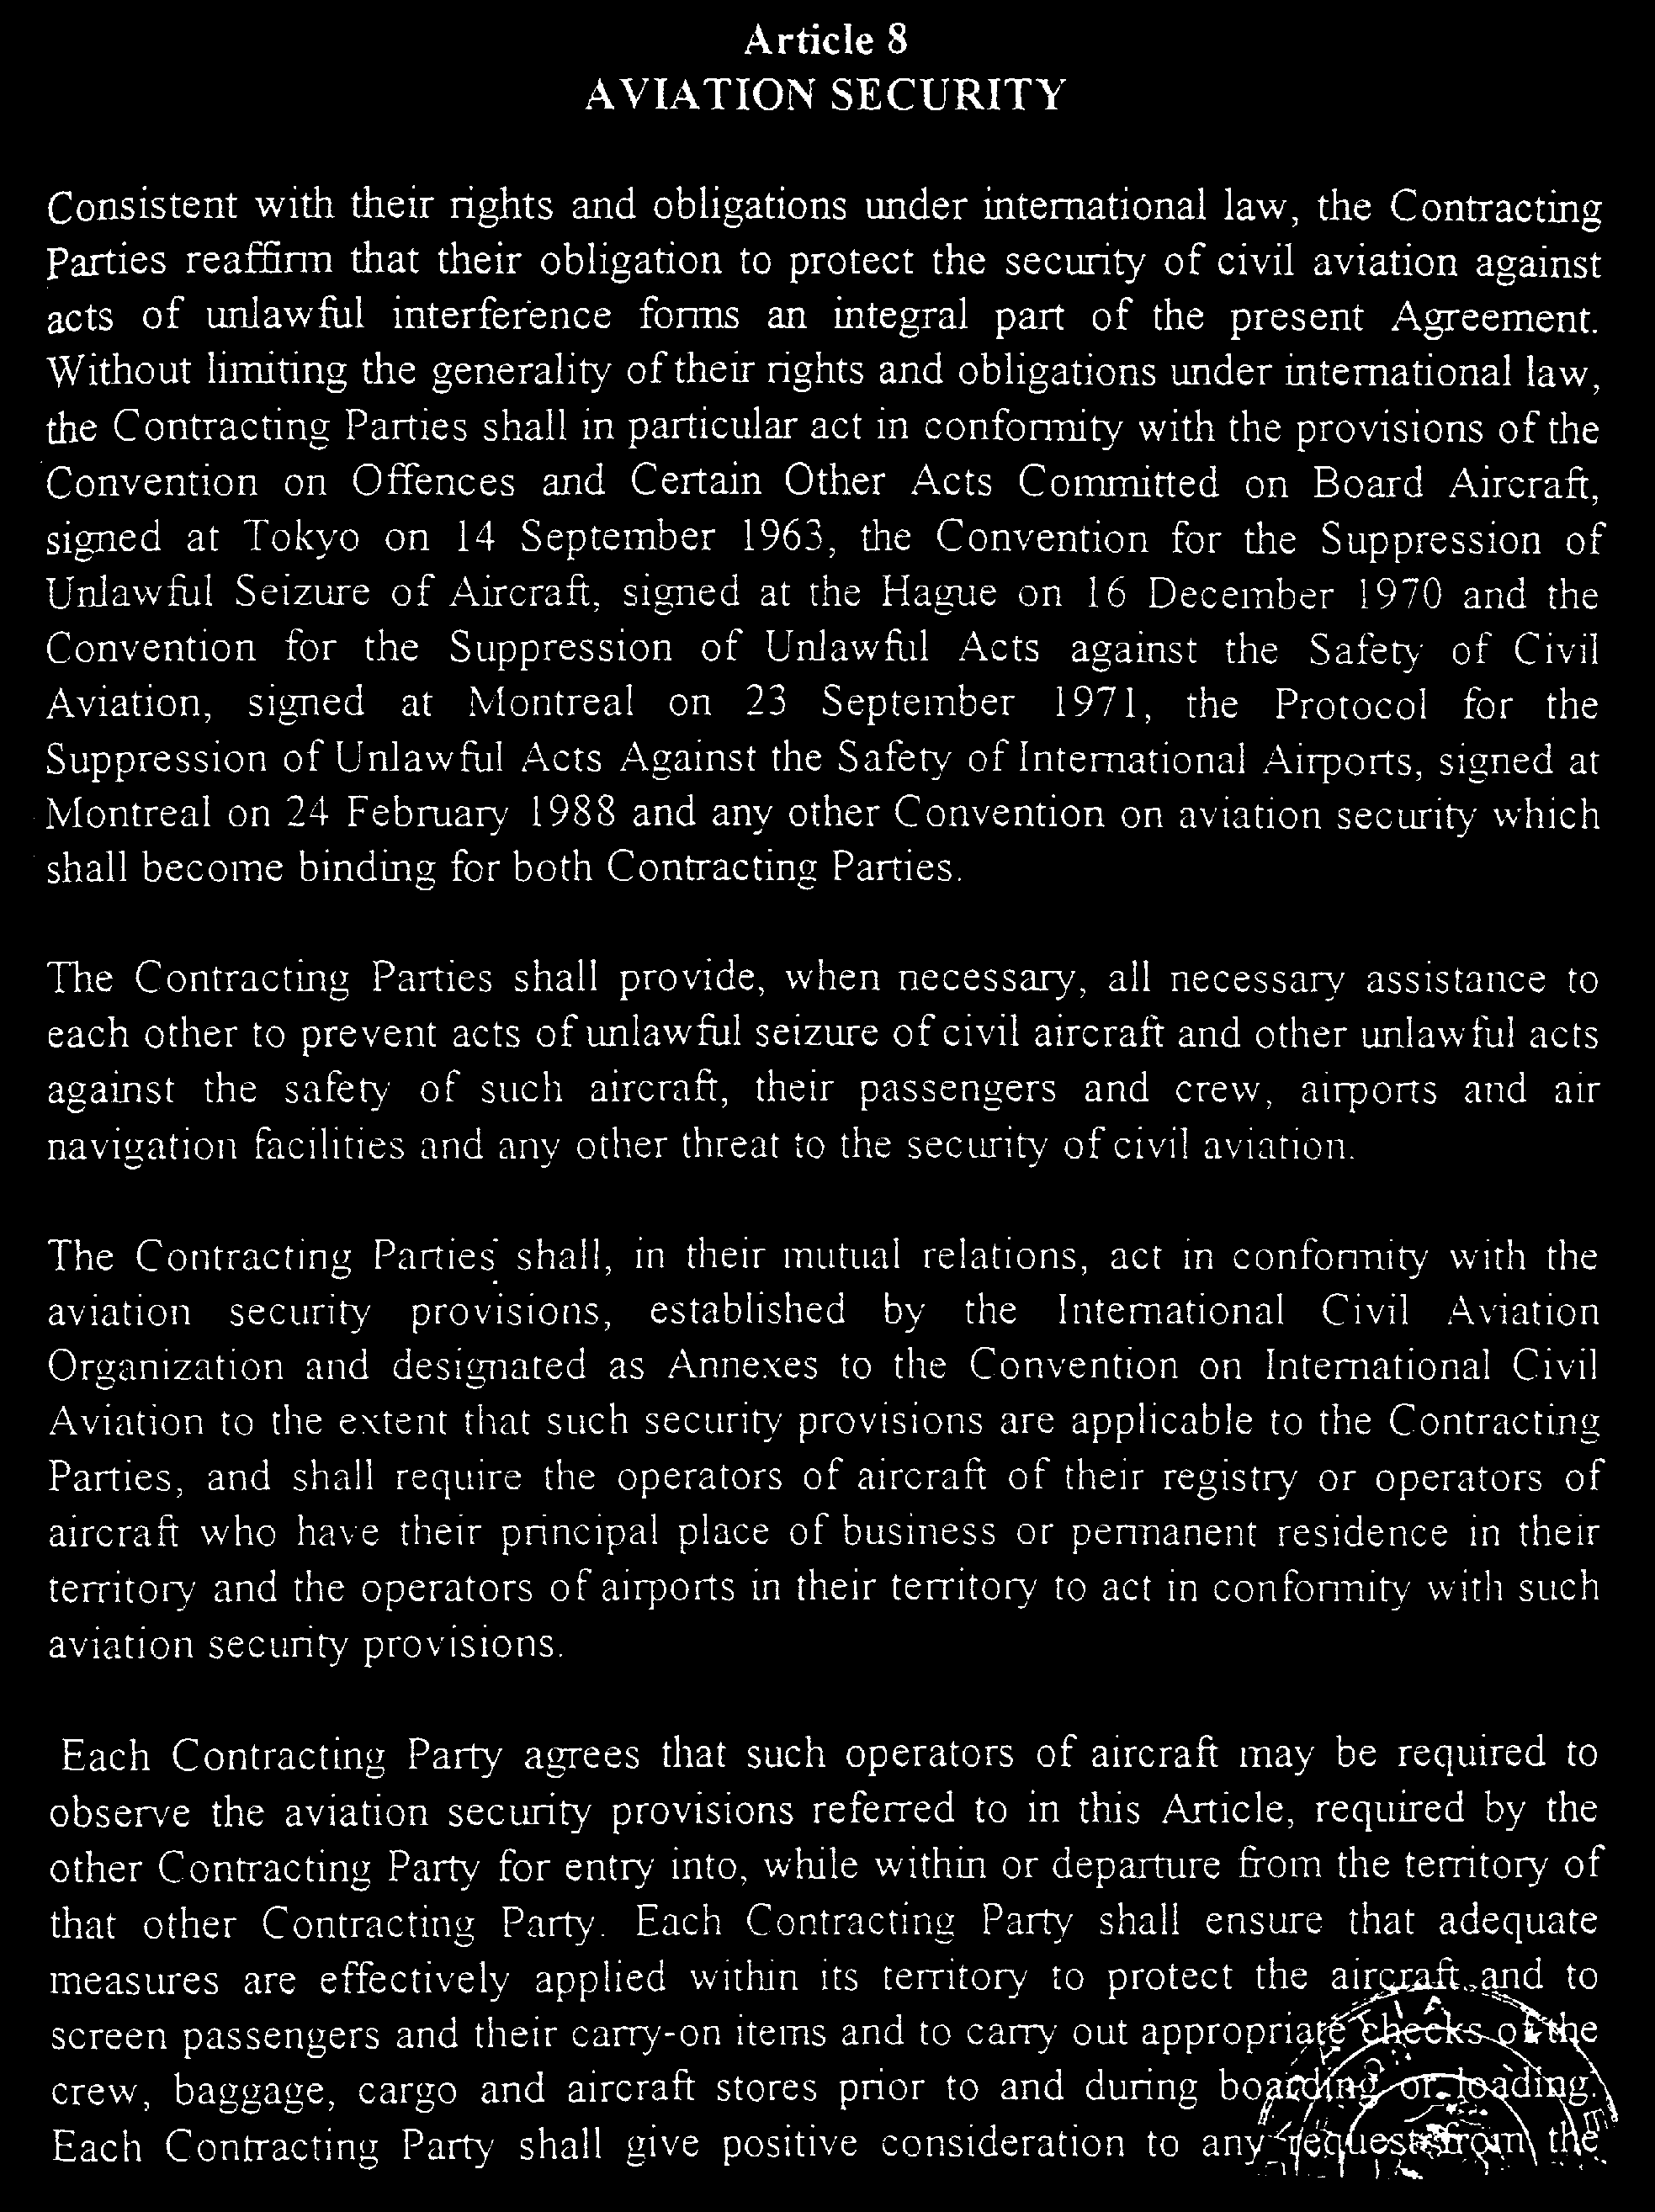 Article 8
AVIATION SECURITY
Consistent with their rights and obligations under international law, the Contracting
Parties reaffirm that their obligation to protect the security of civil aviation against
acts of unlawful interference forms an integral part of the present Agreement.
Without limiting the generality of their rights and obligations under international law,
the Contracting Parties shall in particular act in conformity with the provisions of the
Convention on Offences and Certain Other Acts Committed on Board Aircraft,
signed at Tokyo on 14 September 1963, the Convention for the Suppression of
Unlawful Seizure of Aircraft, signed at the Hague on 16 December 1970 and the
Convention for the Suppression of Unlawful Acts against the Safety of Civil
Aviation, signed at Montreal on 23 September 1971, the Protocol for the
Suppression of Unlawful Acts Against the Safety of International Airports, signed at
Montreal on 24 February 1988 and any other Convention on aviation security which
shall become binding for both Contracting Parties.
The Contracting Parties shall provide, when necessary, all necessary assistance to
each other to prevent acts of unlawful seizure of civil aircraft and other unlawful acts
against the safety of such aircraft, their passengers and crew, airports and air
navigation facilities and any other threat to the security of civil aviation.
The Contracting Parties shall, in their mutual relations, act in conformity with the
aviation security provisions, established by the International Civil Aviation
Organization and designated as Annexes to the Convention on International Civil
Aviation to the extent that such security provisions are applicable to the Contracting
Parties, and shall require the operators of aircraft of their registry or operators of
aircraft who have their principal place of business or permanent residence in their
territory and the operators of airports in their territory to act in conformity with such
aviation security provisions.
Each Contracting Party agrees that such operators of aircraft may be required to
observe the aviation security provisions referred to in this Article, required by the
other Contracting Party for entry into, while within or departure from the territory of
that other Contracting Party. Each Contracting Party shall ensure that adequate
measures are effectively applied within its territory to protect the aircraft and to
screen passengers and their carry-on items and to carry out appropriate checks of the
crew, baggage, cargo and aircraft stores prior to and during boarding or loading.
Each Contracting Party shall give positive consideration to any request from the